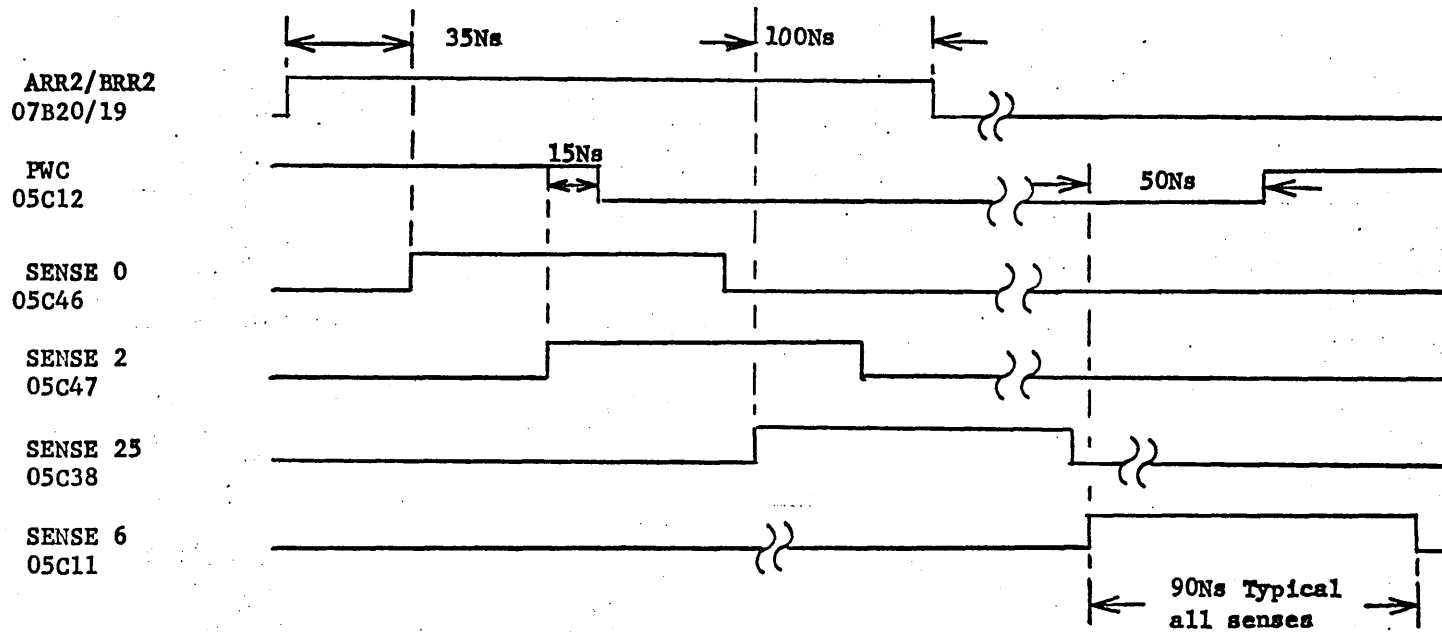 35Ns
100Ns
ARR2/BRR2
07B20/19
15Ns
PWC
05C12
50Ns
SENSE 0
05C46
SENSE 2
05C47
SENSE 25
05C38
SENSE 6
05C11
90Ns Typical
all senses